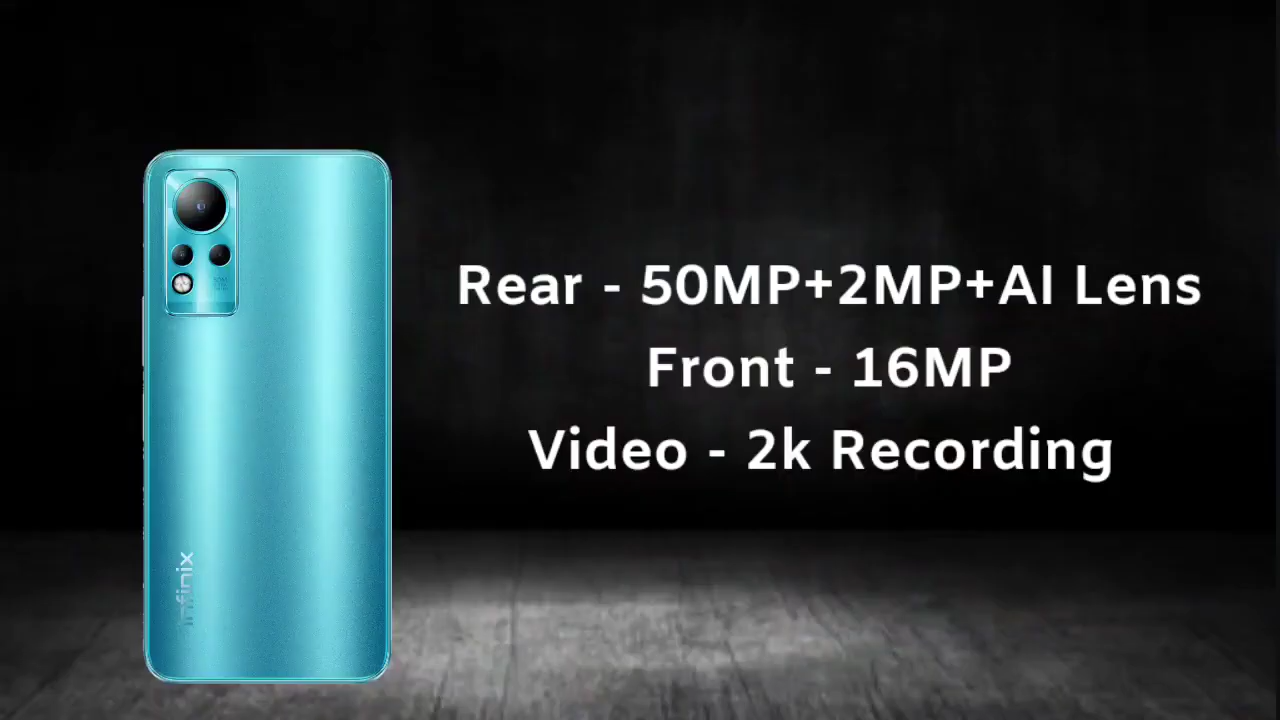 Rear - 50MP+2MP+AI Lens
Front - 16MP
Video - 2k Recording
Infinix